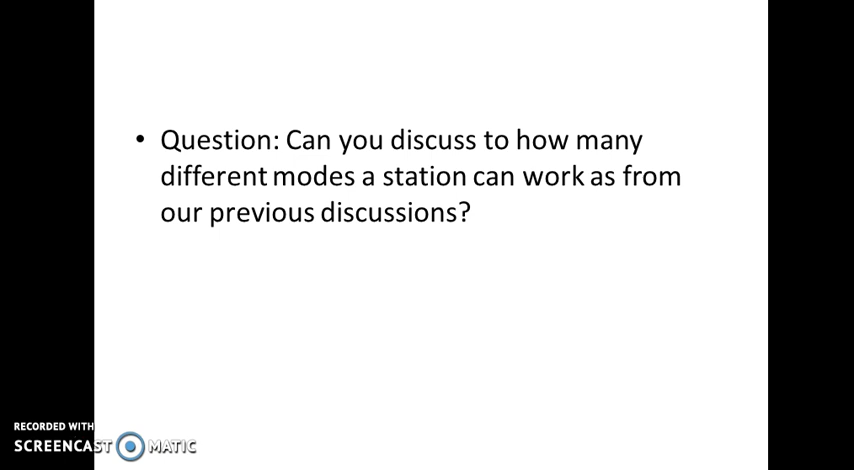 • Question: Can you discuss to how many
different modes a station can work as from
our previous discussions?
RECORDED WITH
SCREENCAST MATIC